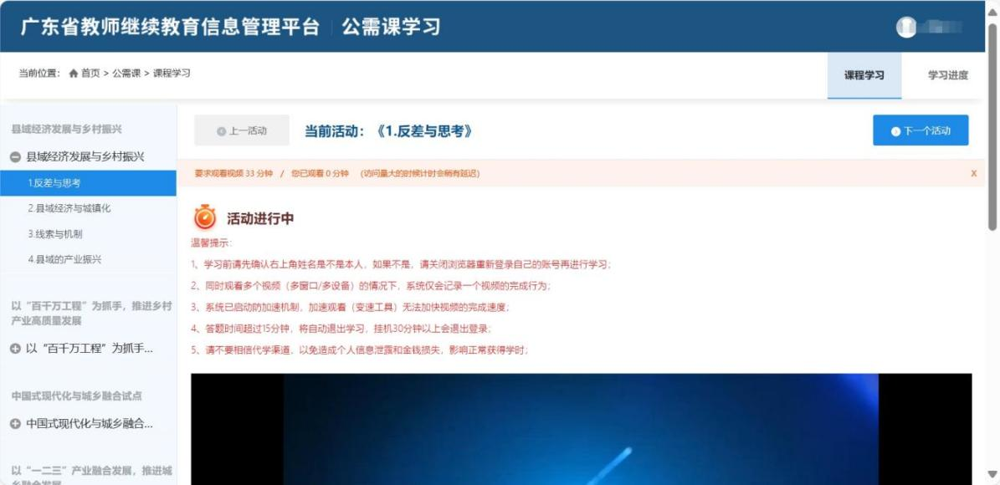 广东省教师继续教育信息管理平台 公需课学习
当前位置： 首页 > 公需课 > 课程学习
课程学习
学习进度
县域经济发展与乡村振兴
县域经济发展与乡村振兴
1.反差与思考
2.县域经济与城镇化
3.线索与机制
4.县域的产业振兴
以“百千万工程”为抓手，推进乡村
产业高质量发展
以“百千万工程”为抓手...
中国式现代化与城乡融合试点
中国式现代化与城乡融合...
以“一二三”产业融合发展，推进城
乡融合发展
上一活动
当前活动：《1.反差与思考》
下一个活动
要求观看视频 33 分钟 / 您已观看 0 分钟 (访问量大的时候计时会稍有延迟)
X
活动进行中
温馨提示：
1、学习前请先确认右上角姓名是不是本人，如果不是，请关闭浏览器重新登录自己的账号再进行学习；
2、同时观看多个视频（多窗口/多设备）的情况下，系统仅会记录一个视频的完成行为；
3、系统已启动防加速机制，加速观看（变速工具）无法加快视频的完成速度；
4、答题时间超过15分钟，将自动退出学习，挂机30分钟以上会退出登录；
5、请不要相信代学渠道，以免造成个人信息泄露和金钱损失，影响正常获得学时；